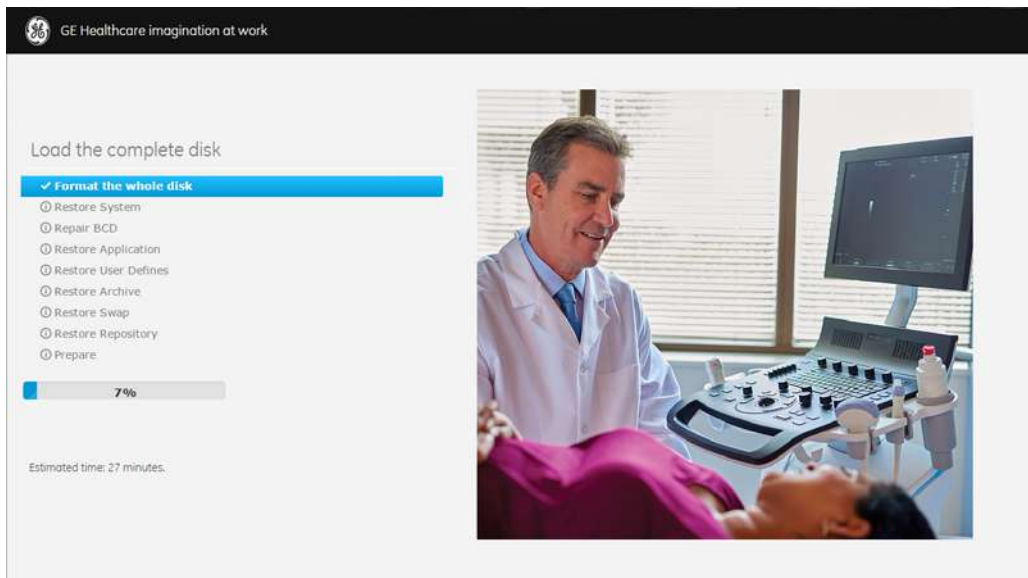 GE Healthcare imagination at work
Load the complete disk
Format the whole disk
Restore System
Repair BCD
Restore Application
Restore User Defines
Restore Archive
Restore Swap
Restore Repository
Prepare
7%
Estimated time: 27 minutes.